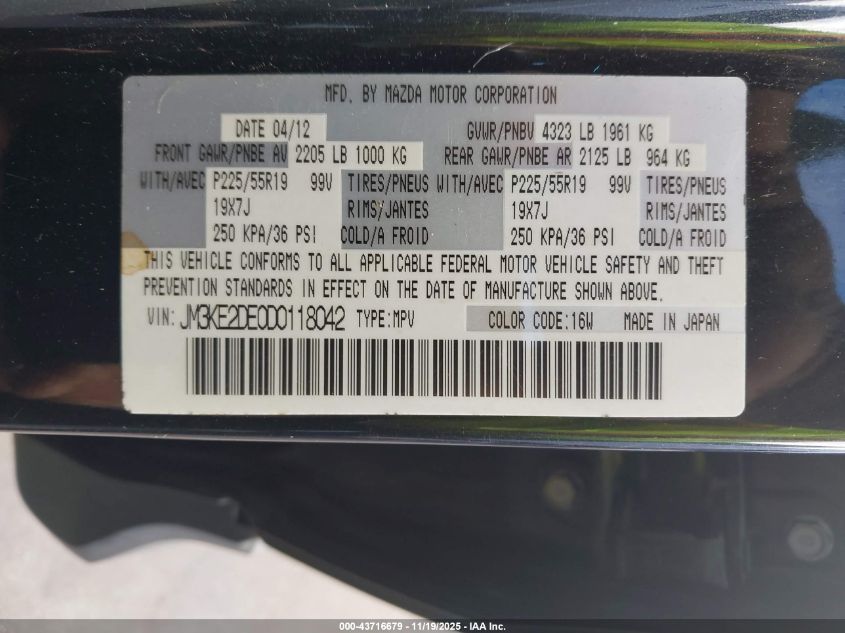 MFD. BY MAZDA MOTOR CORPORATION
DATE 04/12 GVWR/PNBV 4323 LB 1961 KG
FRONT GAWR/PNBE AV 2205 LB 1000 KG REAR GAWR/PNBE AR 2125 LB 964 KG
WITH/AVEC P225/55R19 99V TIRES/PNEUS WITH/AVEC P225/55R19 99V TIRES/PNEUS
19X7J RIMS/JANTES 19X7J RIMS/JANTES
250 KPA/36 PSI COLD/A FROID 250 KPA/36 PSI COLD/A FROID
THIS VEHICLE CONFORMS TO ALL APPLICABLE FEDERAL MOTOR VEHICLE SAFETY AND THEFT
PREVENTION STANDARDS IN EFFECT ON THE DATE OF MANUFACTURE SHOWN ABOVE.
VIN: JM3KE2DE0D0118042 TYPE:MPV COLOR CODE:16W MADE IN JAPAN
000-43716679 - 11/19/2025 - IAA Inc.